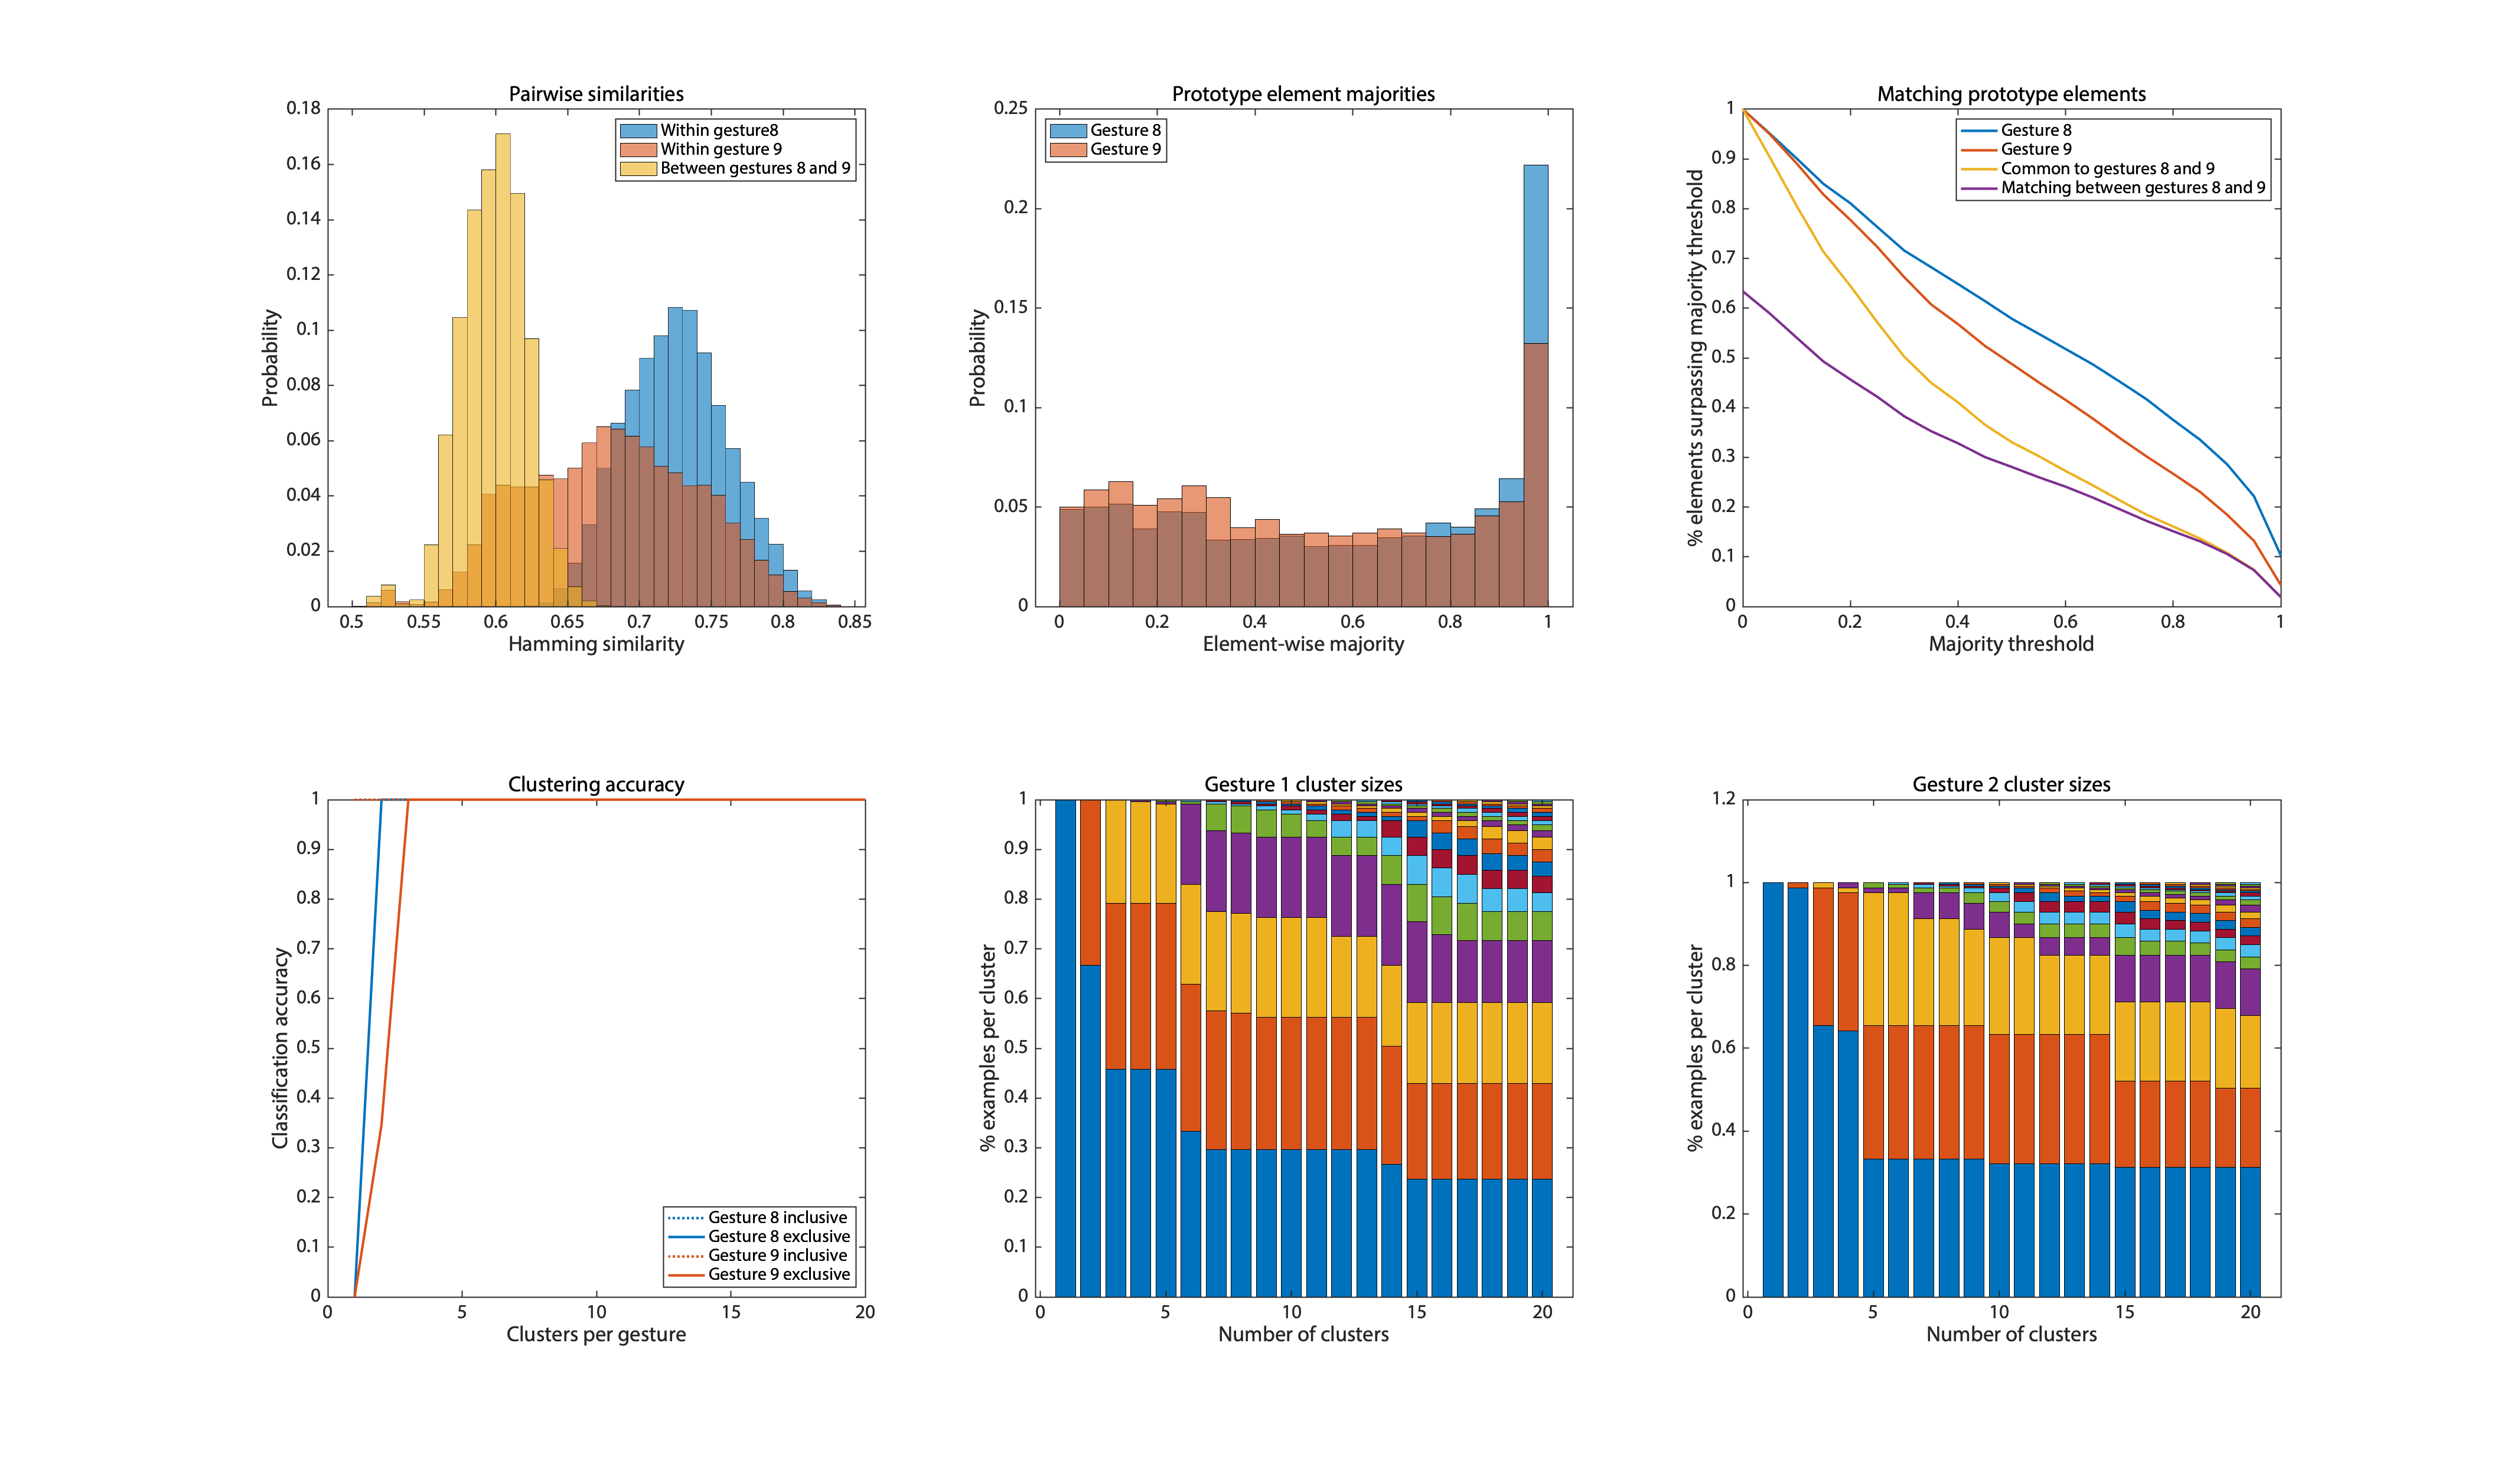 Pairwise similarities
0.18
0.16
0.14
0.12
0.1
0.08
0.06
0.04
0.02
0
Probability
Within gesture8
Within gesture 9
Between gestures 8 and 9
0.5 0.55 0.6 0.65 0.7 0.75 0.8 0.85
Hamming similarity
Prototype element majorities
0.25
0.2
0.15
0.1
0.05
0
Probability
Gesture 8
Gesture 9
0 0.2 0.4 0.6 0.8 1
Element-wise majority
Matching prototype elements
1
0.9
0.8
0.7
0.6
0.5
0.4
0.3
0.2
0.1
0
% elements surpassing majority threshold
Gesture 8
Gesture 9
Common to gestures 8 and 9
Matching between gestures 8 and 9
0 0.2 0.4 0.6 0.8 1
Majority threshold
Clustering accuracy
1
0.9
0.8
0.7
0.6
0.5
0.4
0.3
0.2
0.1
0
Classification accuracy
Gesture 8 inclusive
Gesture 8 exclusive
Gesture 9 inclusive
Gesture 9 exclusive
0 5 10 15 20
Clusters per gesture
Gesture 1 cluster sizes
1
0.9
0.8
0.7
0.6
0.5
0.4
0.3
0.2
0.1
0
% examples per cluster
0 5 10 15 20
Number of clusters
Gesture 2 cluster sizes
1.2
1
0.8
0.6
0.4
0.2
0
% examples per cluster
0 5 10 15 20
Number of clusters